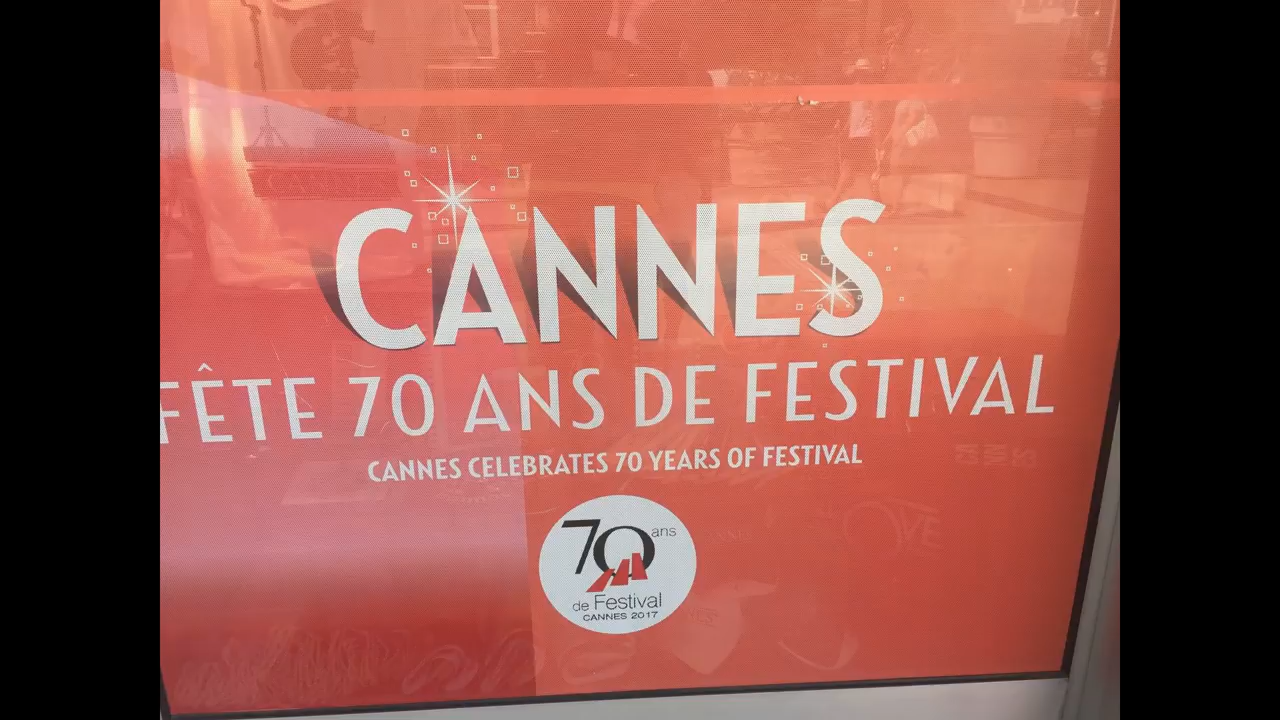 CANNES
FÊTE 70 ANS DE FESTIVAL
CANNES CELEBRATES 70 YEARS OF FESTIVAL
70 ans
de Festival
CANNES 2017